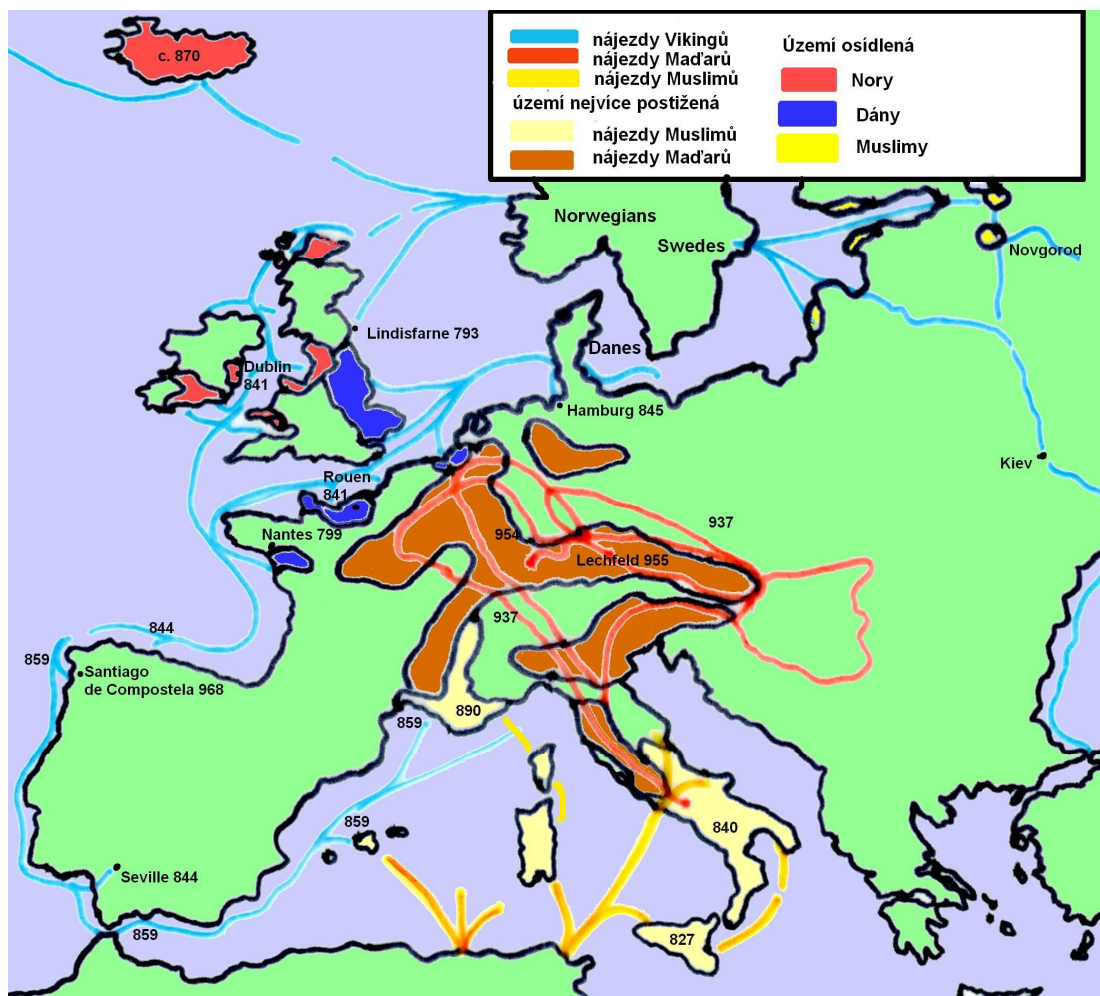 nájezdy Vikingů
nájezdy Maďarů
nájezdy Muslimů
území nejvíce postižená
nájezdy Muslimů
nájezdy Maďarů
Území osídlená
Nory
Dány
Muslimy
c. 870
Norwegians
Swedes
Novgorod
Lindisfarne 793
Danes
Dublin
841
Hamburg 845
Kiev
Rouen
841
Nantes 799
954
937
Lechfeld 955
937
844
859
Santiago
de Compostela 968
890
859
859
840
Seville 844
859
827